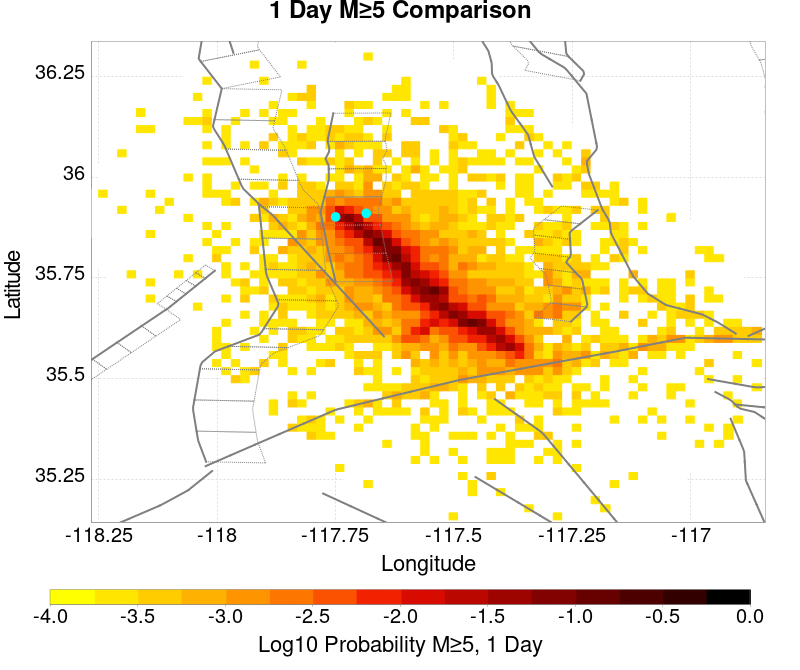 1 Day M≥5 Comparison
36.25
36
35.75
35.5
35.25
Latitude
-118.25 -118 -117.75 -117.5 -117.25 -117
Longitude
-4.0 -3.5 -3.0 -2.5 -2.0 -1.5 -1.0 -0.5 0.0
Log10 Probability M≥5, 1 Day